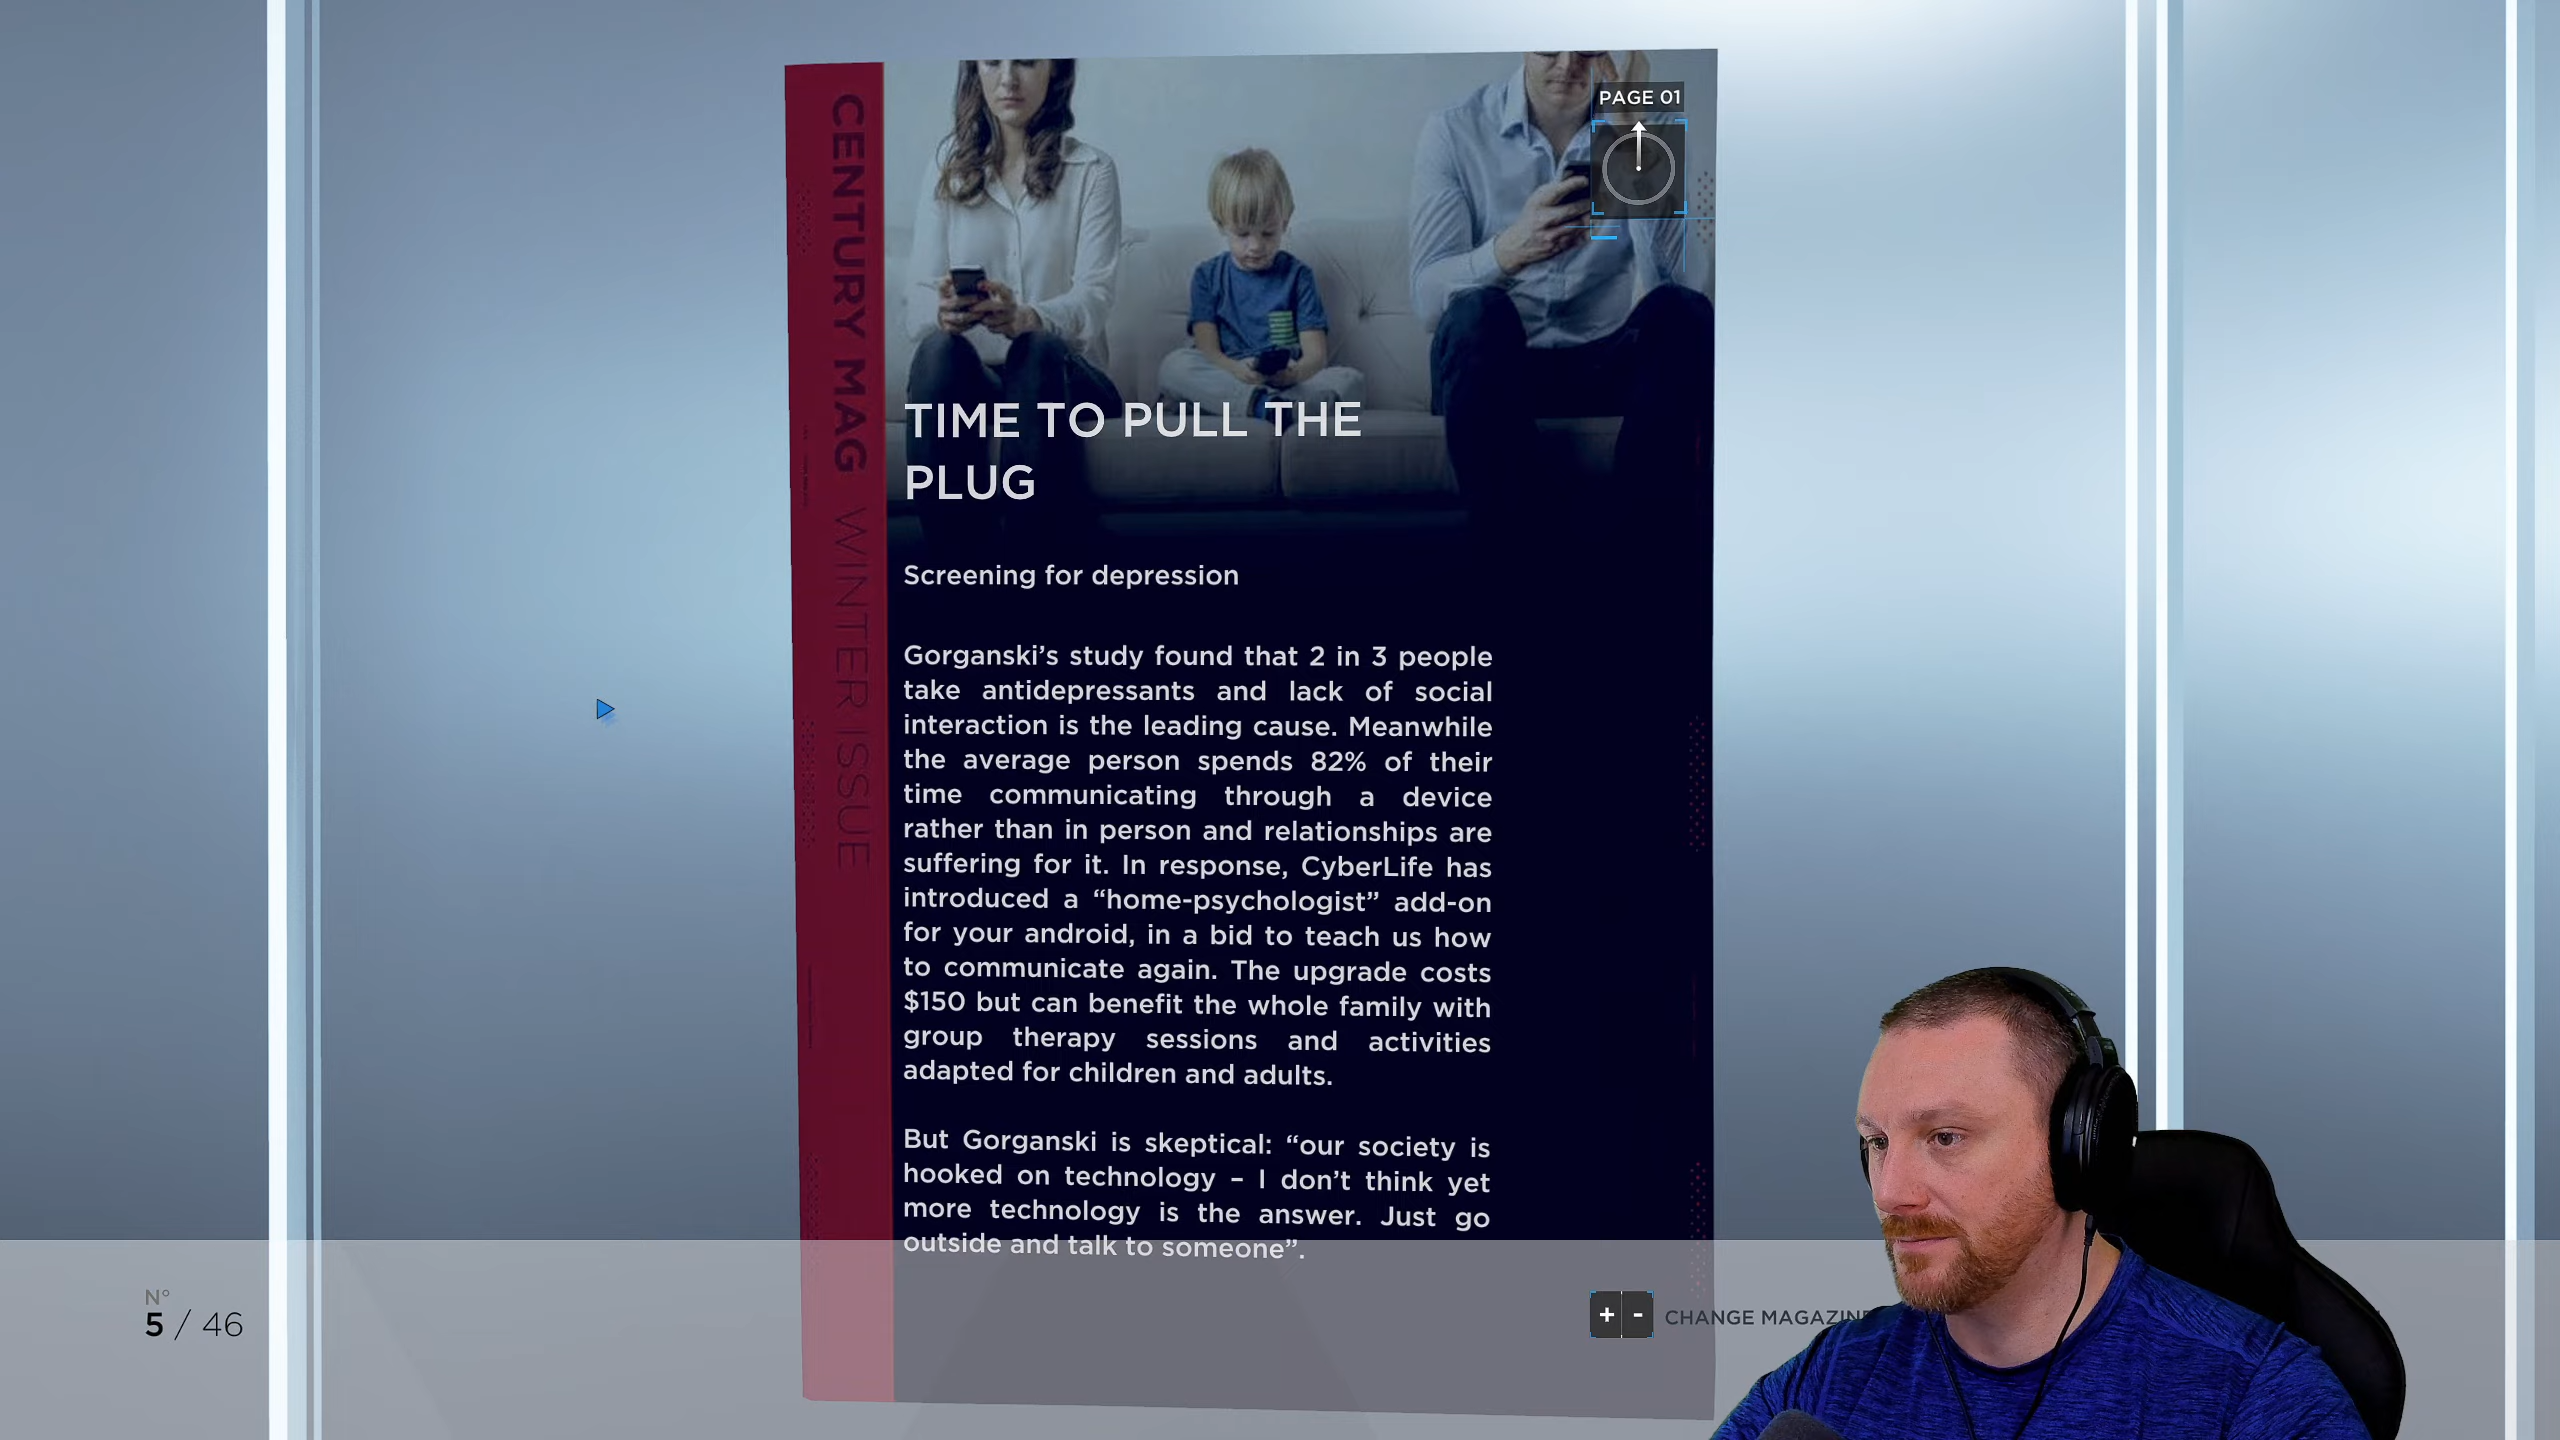 CENTURY MAG WINTER ISSUE
PAGE 01
TIME TO PULL THE
PLUG
Screening for depression
Gorganski’s study found that 2 in 3 people
take antidepressants and lack of social
interaction is the leading cause. Meanwhile
the average person spends 82% of their
time communicating through a device
rather than in person and relationships are
suffering for it. In response, CyberLife has
introduced a “home-psychologist” add-on
for your android, in a bid to teach us how
to communicate again. The upgrade costs
$150 but can benefit the whole family with
group therapy sessions and activities
adapted for children and adults.
But Gorganski is skeptical: “our society is
hooked on technology – I don’t think yet
more technology is the answer. Just go
outside and talk to someone”.
N°
5 / 46
+ - CHANGE MAGAZINE